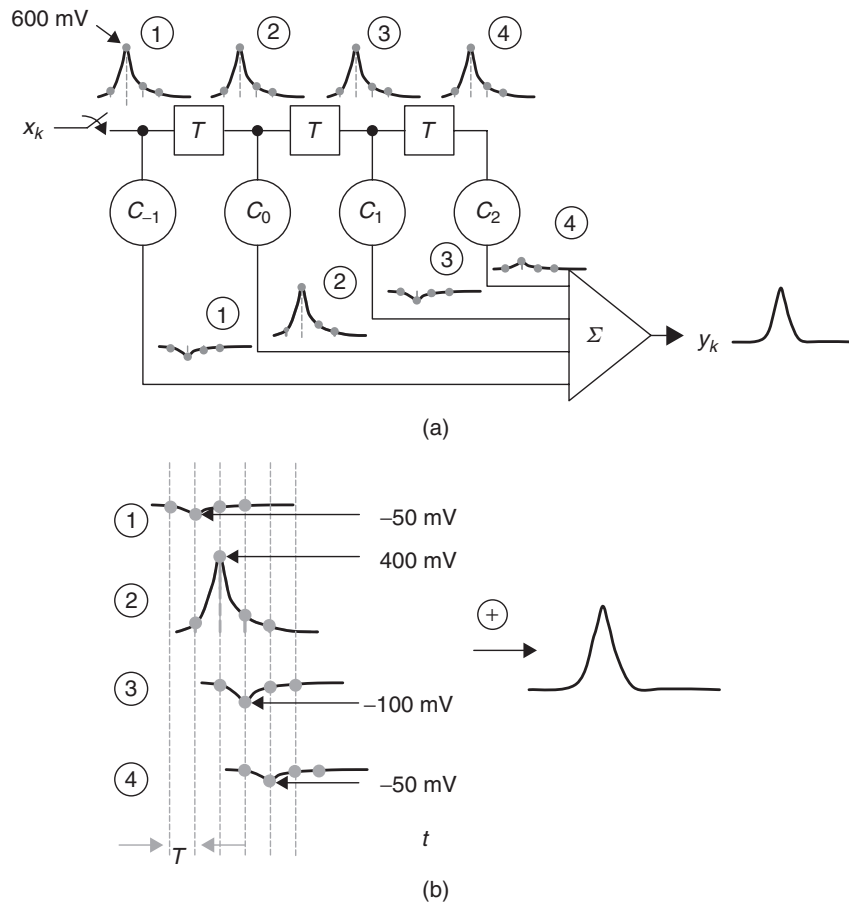 600 mV
1 2 3 4
x_k T T T
C_{-1} C_0 C_1 C_2
4
3
2
1
Σ
y_k
(a)
1
–50 mV
400 mV
2
+
3
–100 mV
4
–50 mV
T
t
(b)